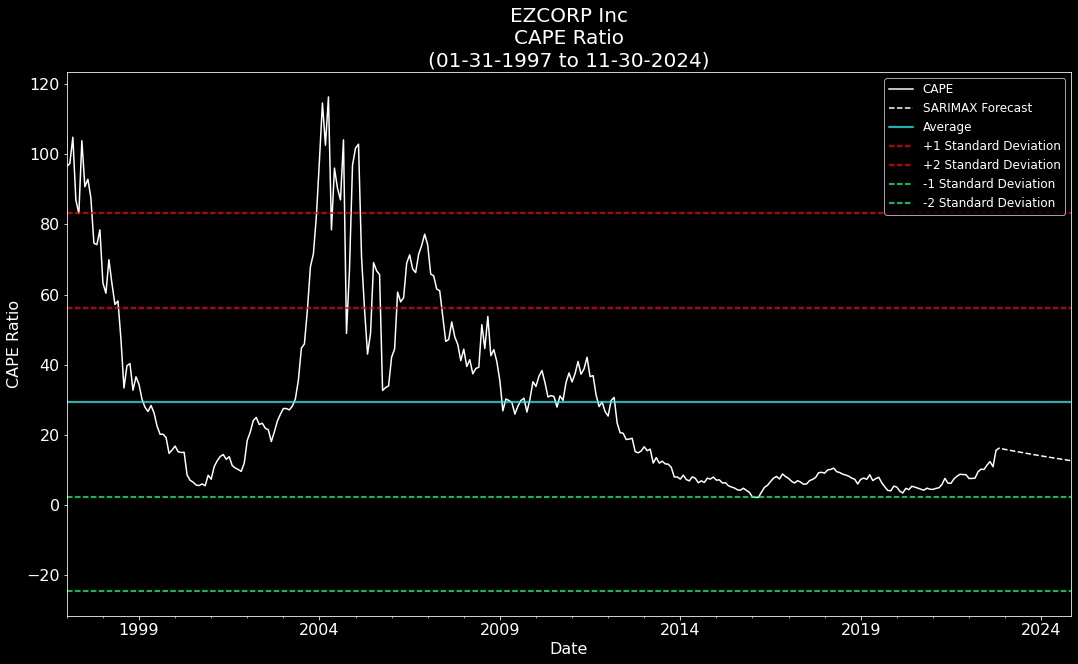 EZCORP Inc
CAPE Ratio
(01-31-1997 to 11-30-2024)
CAPE
SARIMAX Forecast
Average
+1 Standard Deviation
+2 Standard Deviation
-1 Standard Deviation
-2 Standard Deviation
120
100
80
60
40
20
0
−20
CAPE Ratio
1999
2004
2009
2014
2019
2024
Date